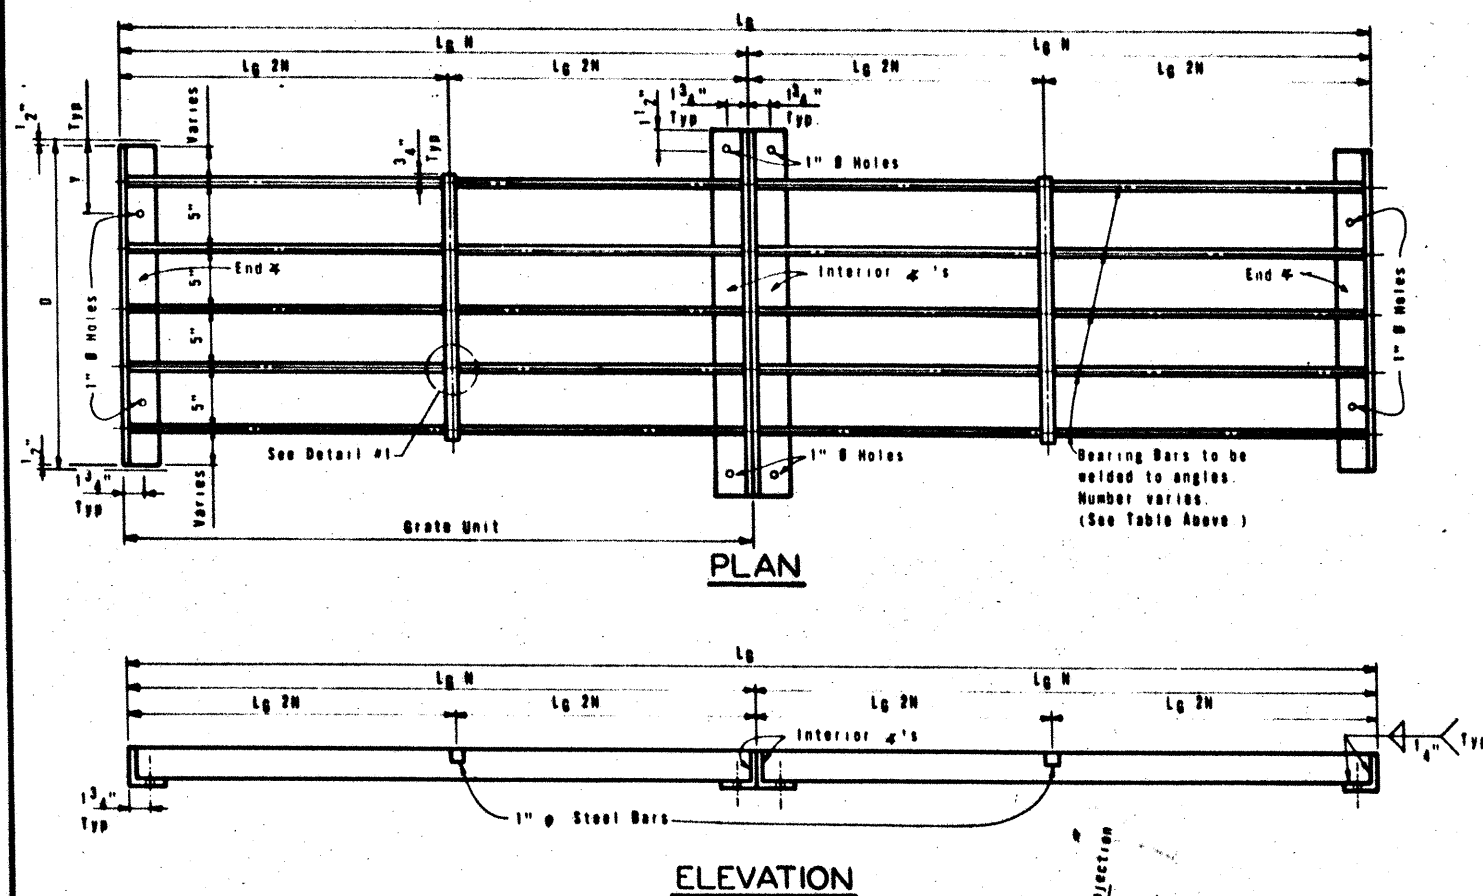 Lg
Lg N
Lg N
Lg 2N
Lg 2N
Lg 2N
Lg 2N
1/2"
Typ
Varies
3/4"
Typ
1 1/2"
1 3/4"
Typ
1 3/4"
Typ.
1" Ø Holes
Y
5"
End ∡
5"
Interior ∡'s
End ∡
D
1" Ø Holes
1" Ø Holes
5"
5"
See Detail #1
1" Ø Holes
1/2"
1 3/4"
Typ
Varies
Bearing Bars to be
welded to angles.
Number varies.
(See Table Above.)
Grate Unit
PLAN
Lg
Lg N
Lg N
Lg 2N
Lg 2N
Lg 2N
Lg 2N
Interior ∡'s
1/4"
Typ
1 3/4"
Typ
1" ø Steel Bars
ELEVATION